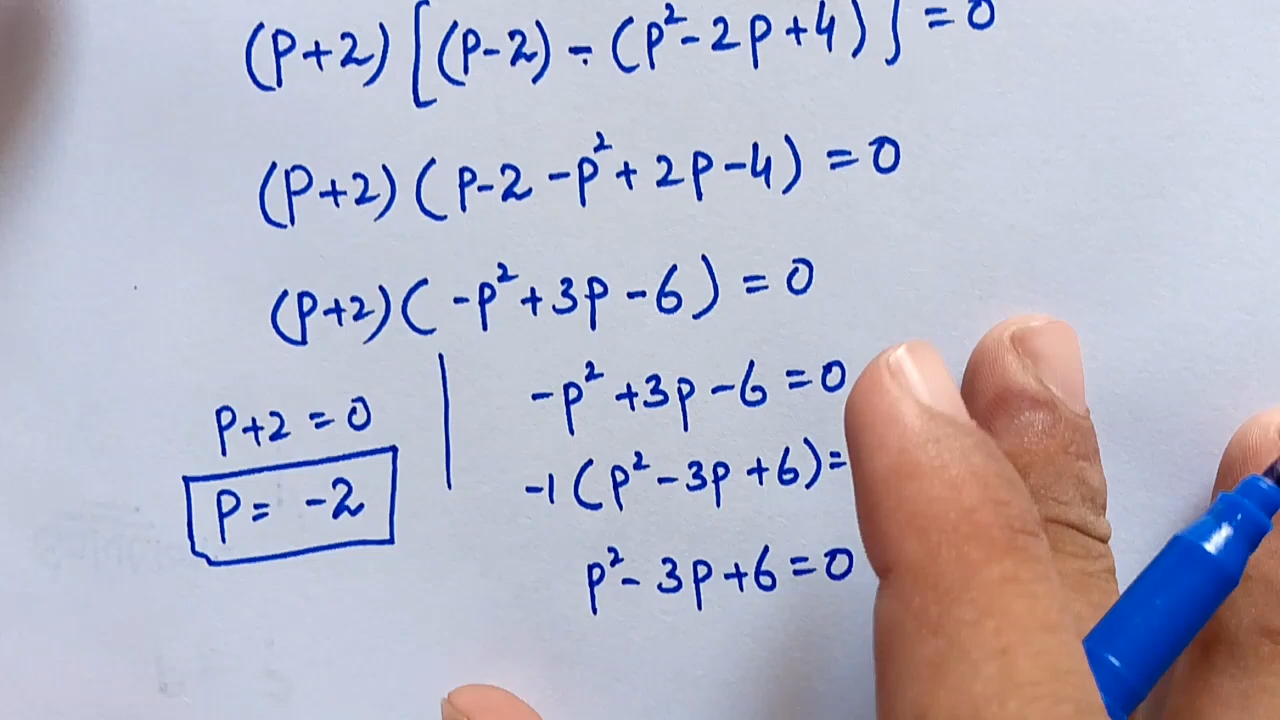 (P+2) [(P-2) - (p²-2p+4)] = 0
(P+2) (p-2 -p² + 2p-4) = 0
(P+2) (-p² +3p -6) = 0
P+2 = 0
P = -2
-p² +3p -6 = 0
-1 (p² -3p +6) =
p² - 3p +6 = 0